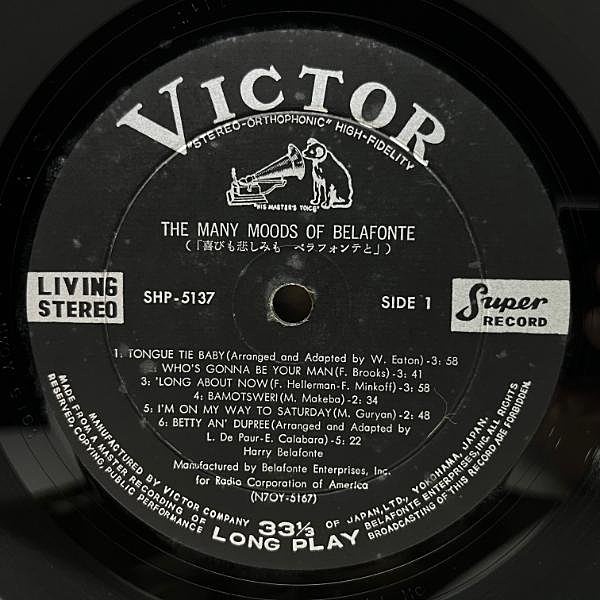 VICTOR
"STEREO-ORTHOPHONIC" HIGH-FIDELITY
"HIS MASTER'S VOICE"
THE MANY MOODS OF BELAFONTE
(「喜びも悲しみも ベラフォンテと」)
LIVING STEREO
SHP-5137
SIDE 1
Super RECORD
1. TONGUE TIE BABY(Arranged and Adapted by W. Eaton)-3: 58
2. WHO'S GONNA BE YOUR MAN(F. Brooks)-3: 41
3: 'LONG ABOUT NOW(F. Hellerman-F. Minkoff)-3: 58
4: BAMOTSWERI(M. Makeba)-2: 34
5: I'M ON MY WAY TO SATURDAY(M. Guryan)-2: 48
6: BETTY AN' DUPREE(Arranged and Adapted by
L. De Paur-E. Calabara)-5: 22
Harry Belafonte
Manufactured by Belafonte Enterprises, Inc.
for Radio Corporation of America
(N7OY-5167)
MANUFACTURED BY VICTOR COMPANY OF JAPAN, LTD., YOKOHAMA, JAPAN.
MADE FROM A MASTER RECORDING OF BELAFONTE ENTERPRISES, INC. ALL RIGHTS
RESERVED, COPYING, PUBLIC PERFORMANCE BROADCASTING OF THIS RECORD ARE FORBIDDEN.
33⅓
LONG PLAY